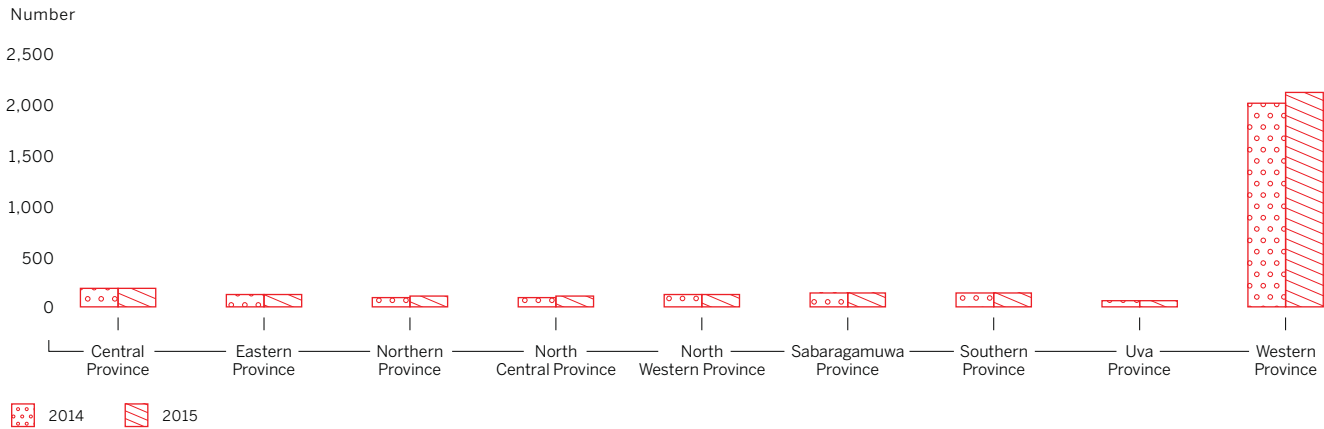 Number
2,500
2,000
1,500
1,000
500
0
Central
Province
Eastern
Province
Northern
Province
North
Central Province
North
Western Province
Sabaragamuwa
Province
Southern
Province
Uva
Province
Western
Province
2014
2015